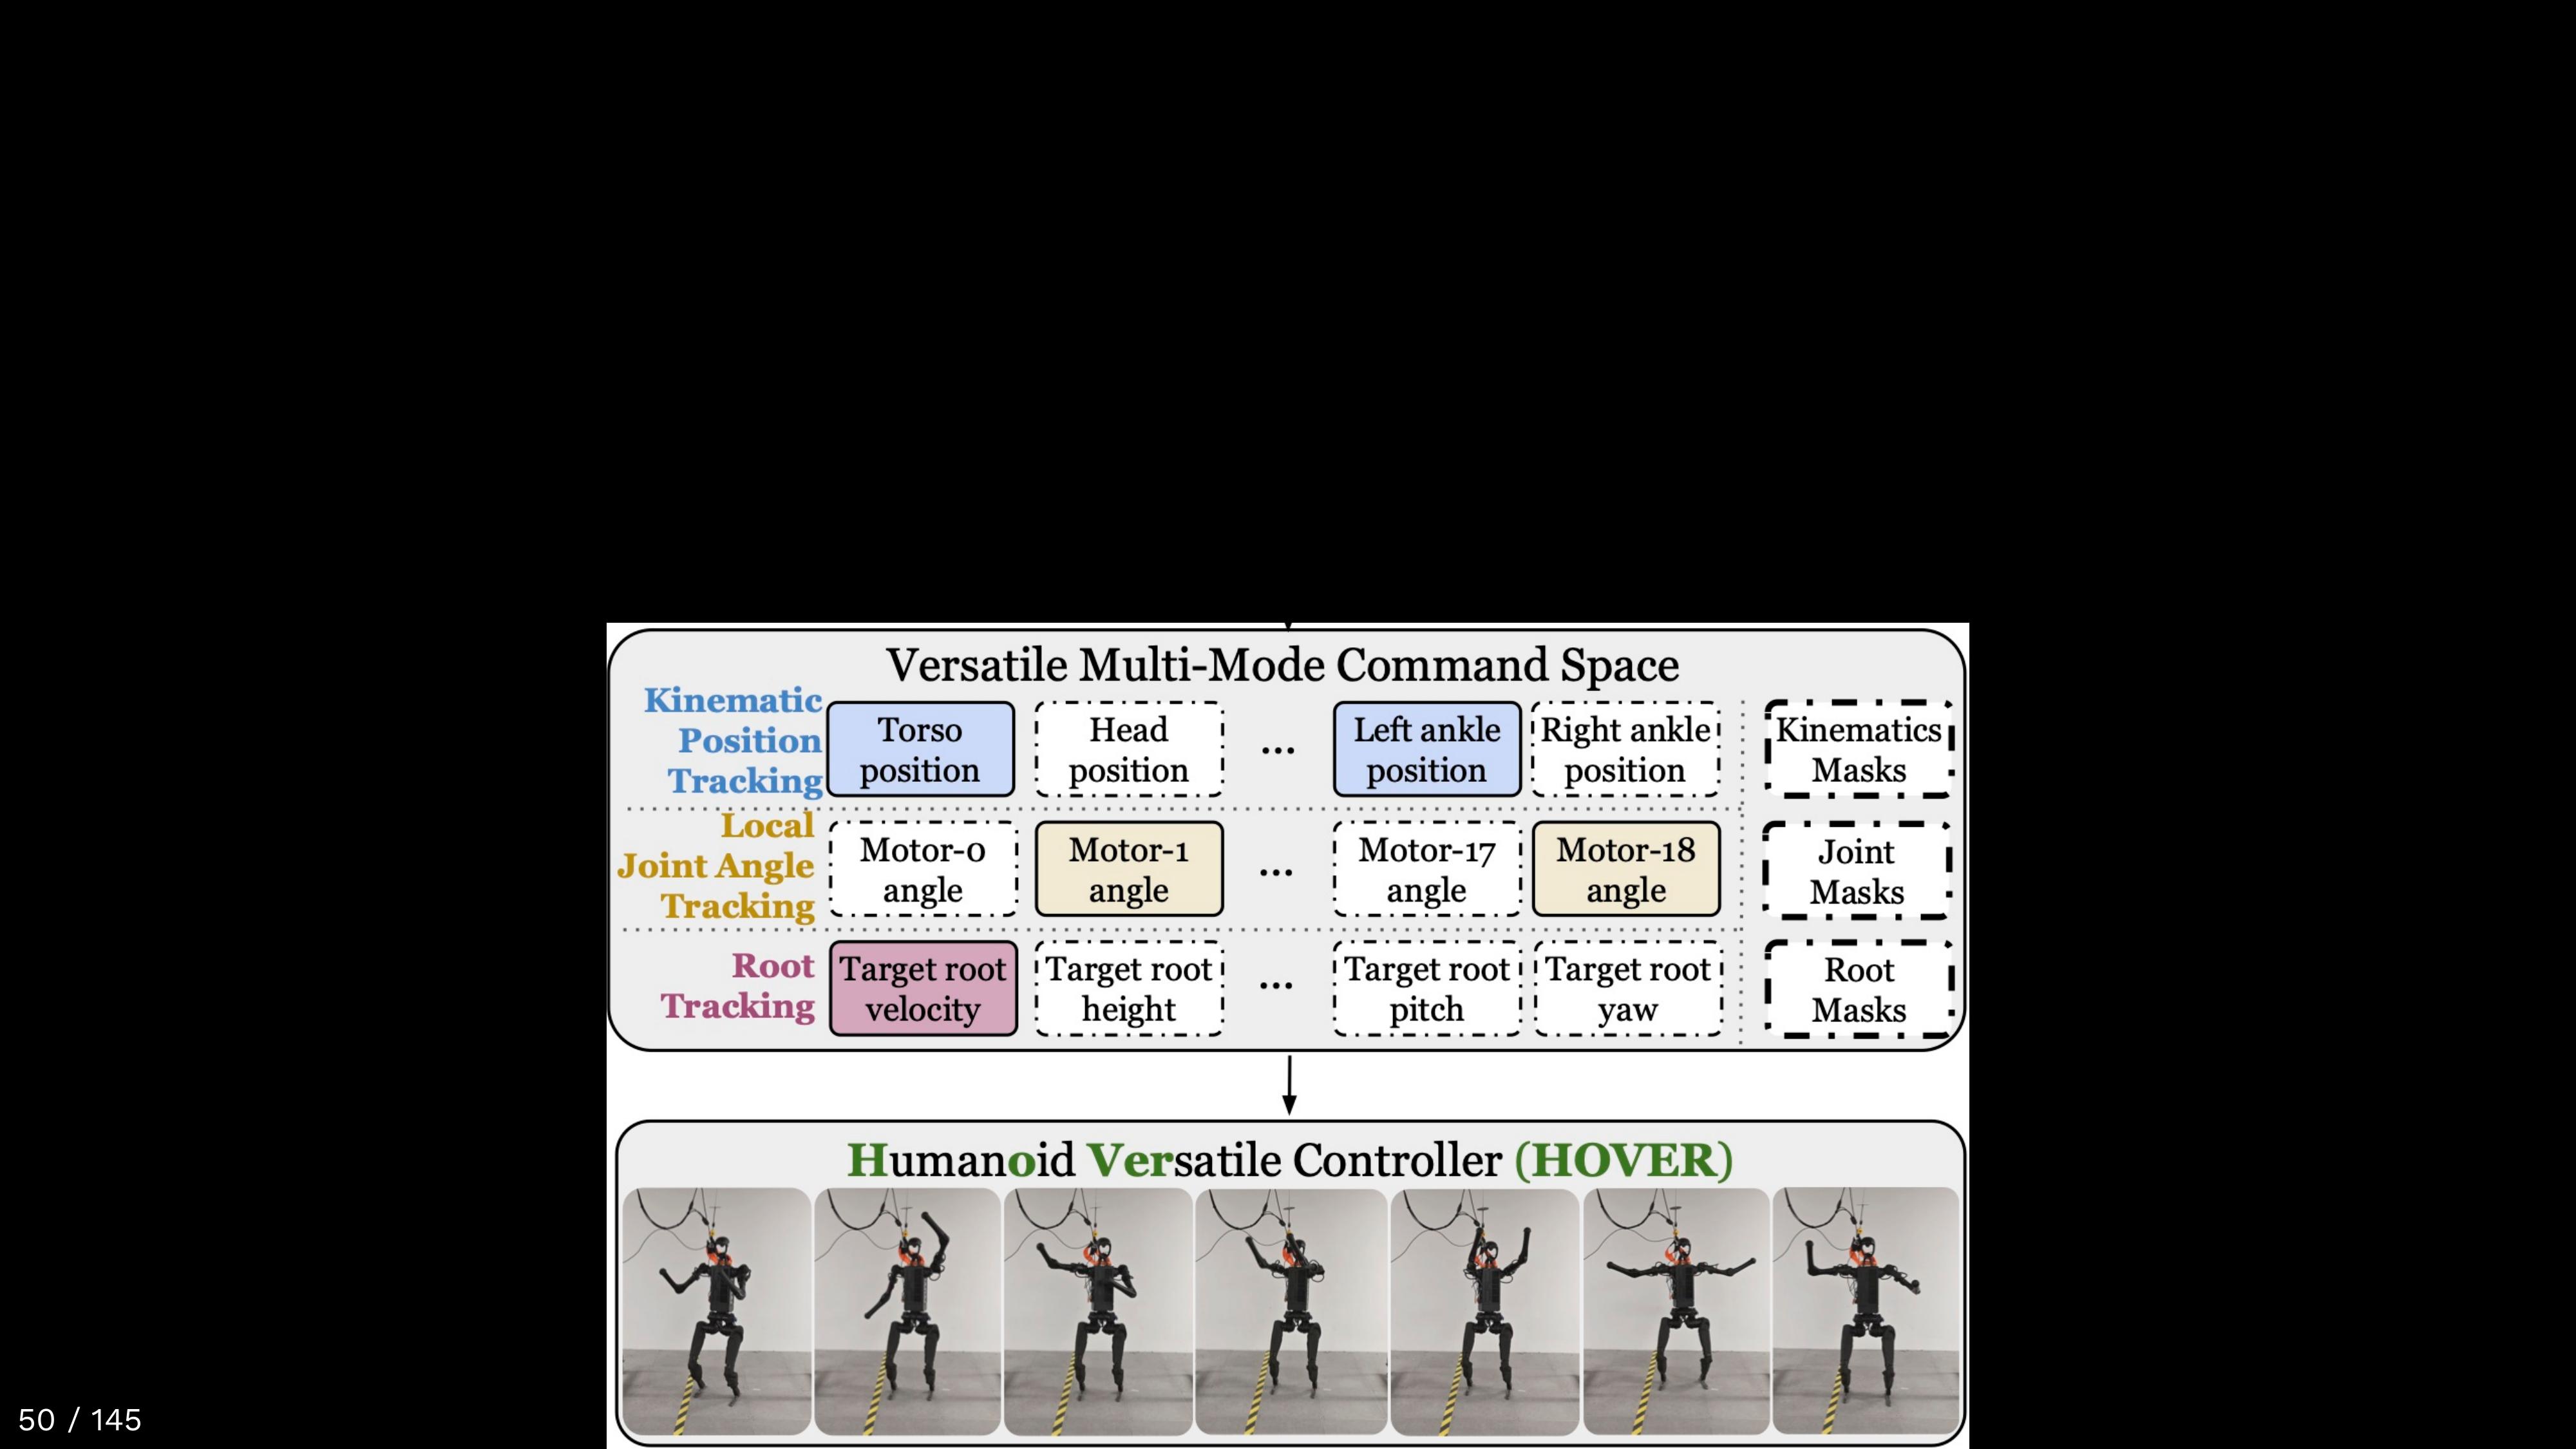 Versatile Multi-Mode Command Space
Kinematic
Position
Tracking
Torso
position
Head
position
...
Left ankle
position
Right ankle
position
Kinematics
Masks
Local
Joint Angle
Tracking
Motor-0
angle
Motor-1
angle
...
Motor-17
angle
Motor-18
angle
Joint
Masks
Root
Tracking
Target root
velocity
Target root
height
...
Target root
pitch
Target root
yaw
Root
Masks
Humanoid Versatile Controller (HOVER)
50 / 145